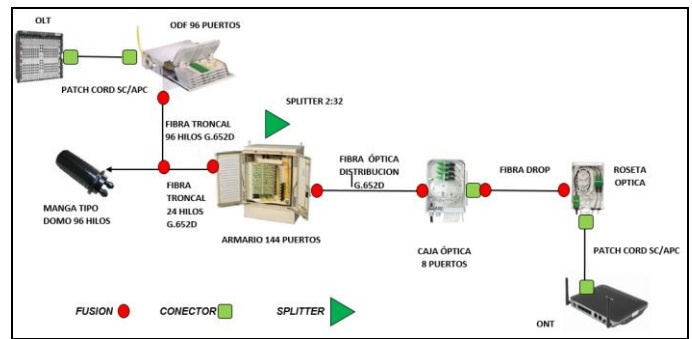 OLT
ODF 96 PUERTOS
PATCH CORD SC/APC
SPLITTER 2:32
FIBRA TRONCAL
96 HILOS G.652D
FIBRA ÓPTICA
DISTRIBUCION
G.652D
FIBRA DROP
ROSETA
OPTICA
MANGA TIPO
DOMO 96 HILOS
FIBRA
TRONCAL
24 HILOS
G.652D
ARMARIO 144 PUERTOS
CAJA ÓPTICA
8 PUERTOS
PATCH CORD SC/APC
FUSION
CONECTOR
SPLITTER
ONT